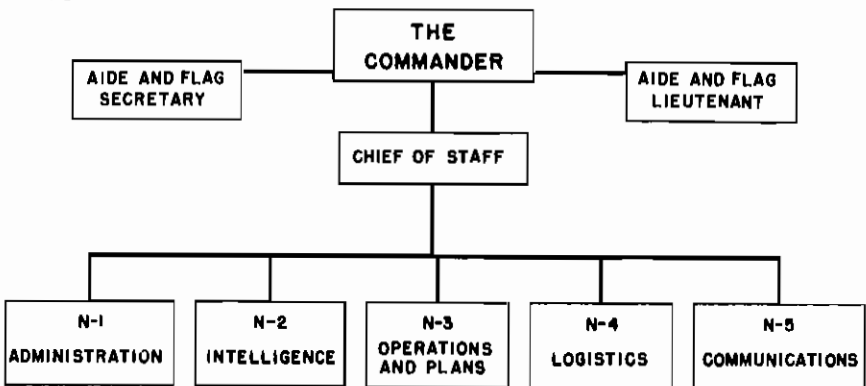 THE
COMMANDER
AIDE AND FLAG
SECRETARY
AIDE AND FLAG
LIEUTENANT
CHIEF OF STAFF
N-1
ADMINISTRATION
N-2
INTELLIGENCE
N-3
OPERATIONS
AND PLANS
N-4
LOGISTICS
N-5
COMMUNICATIONS